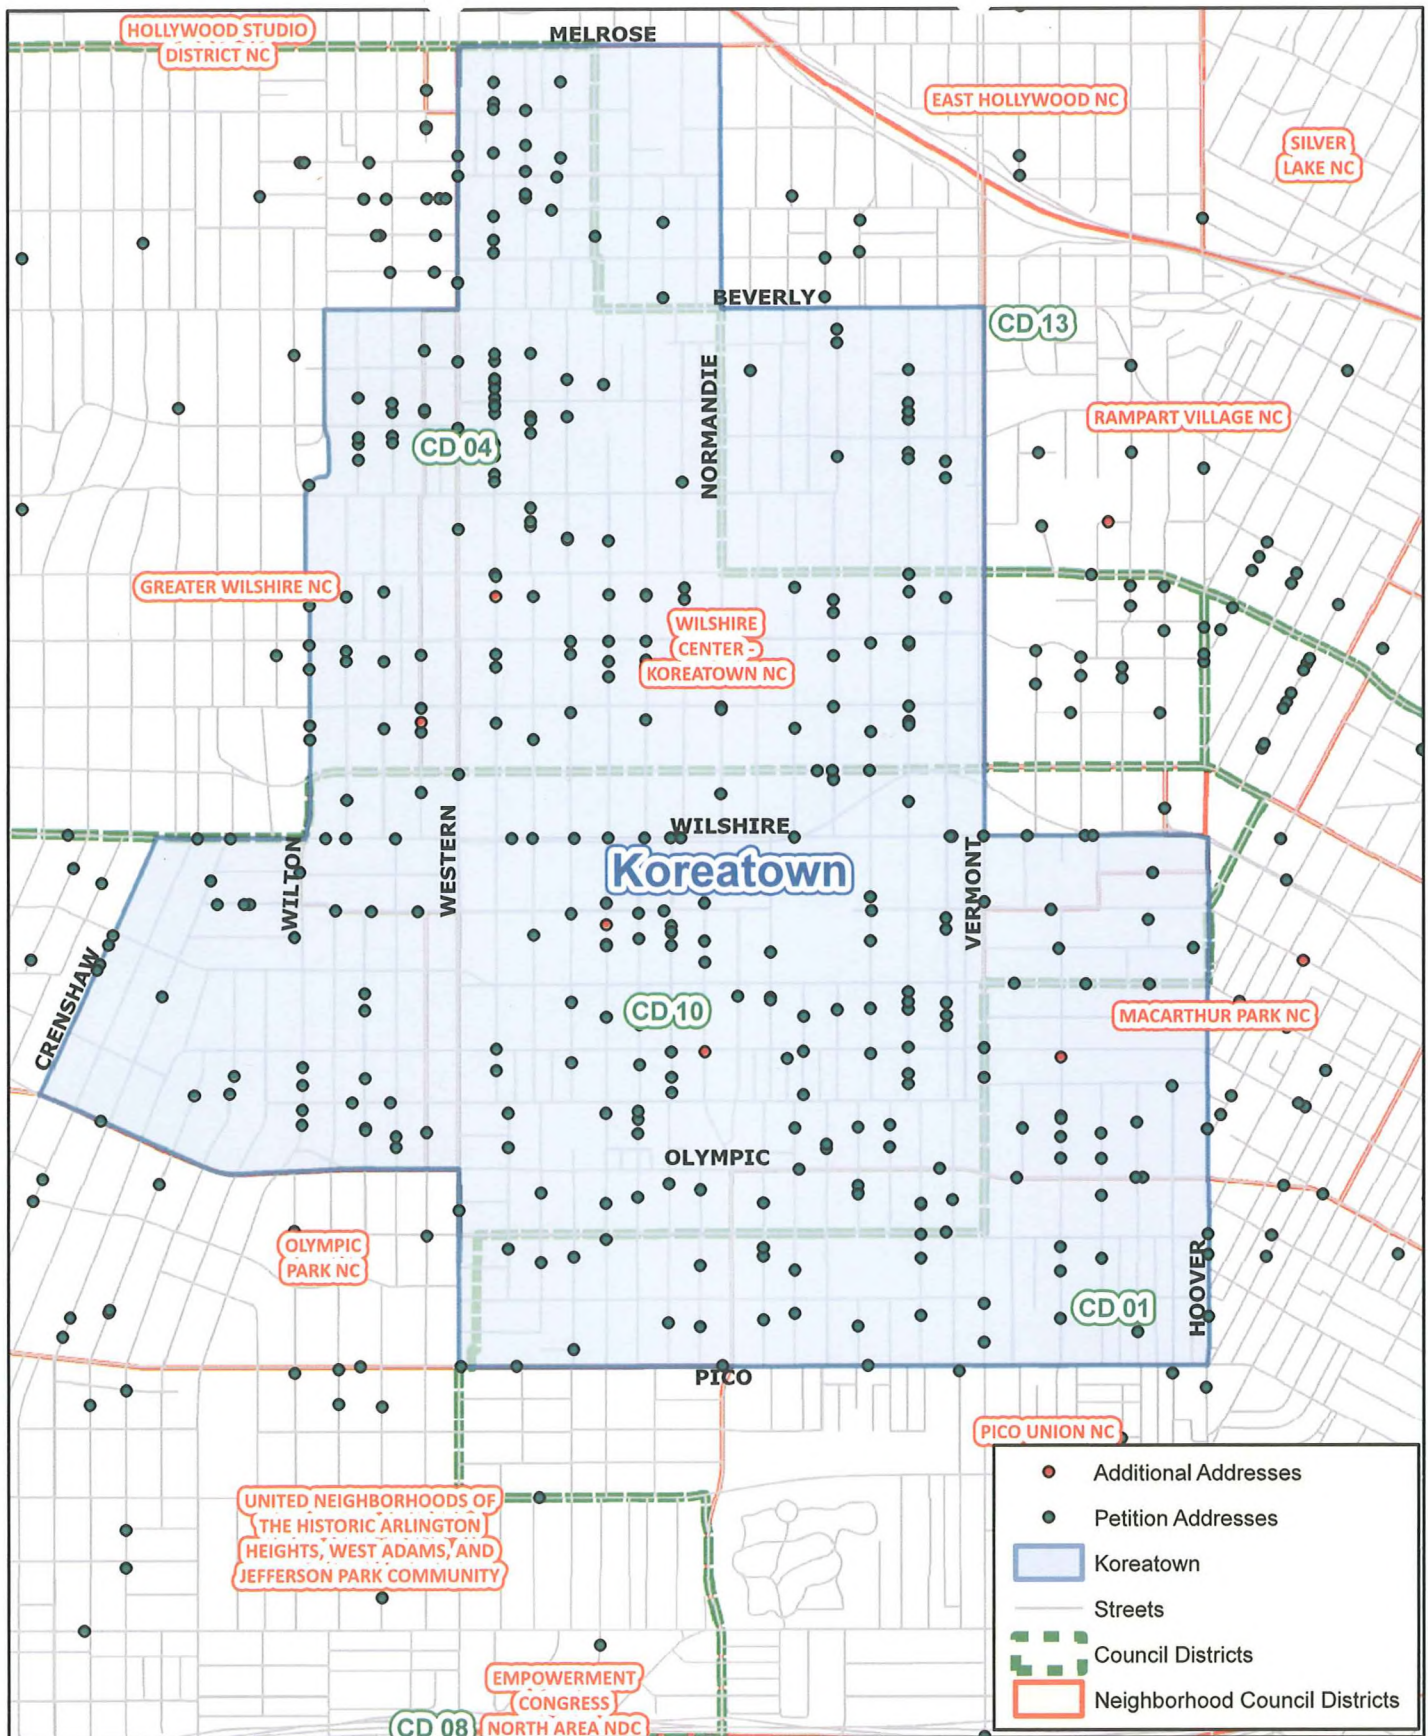 MELROSE
HOLLYWOOD STUDIO
DISTRICT NC
EAST HOLLYWOOD NC
SILVER
LAKE NC
BEVERLY
CD 13
NORMANDIE
RAMPART VILLAGE NC
CD 04
GREATER WILSHIRE NC
WILSHIRE
CENTER -
KOREATOWN NC
WILSHIRE
Koreatown
WILTON
WESTERN
VERMONT
CRENSHAW
CD 10
MACARTHUR PARK NC
OLYMPIC
OLYMPIC
PARK NC
HOOVER
CD 01
PICO
PICO UNION NC
UNITED NEIGHBORHOODS OF
THE HISTORIC ARLINGTON
HEIGHTS, WEST ADAMS, AND
JEFFERSON PARK COMMUNITY
EMPOWERMENT
CONGRESS
NORTH AREA NDC
CD 08
Additional Addresses
Petition Addresses
Koreatown
Streets
Council Districts
Neighborhood Council Districts